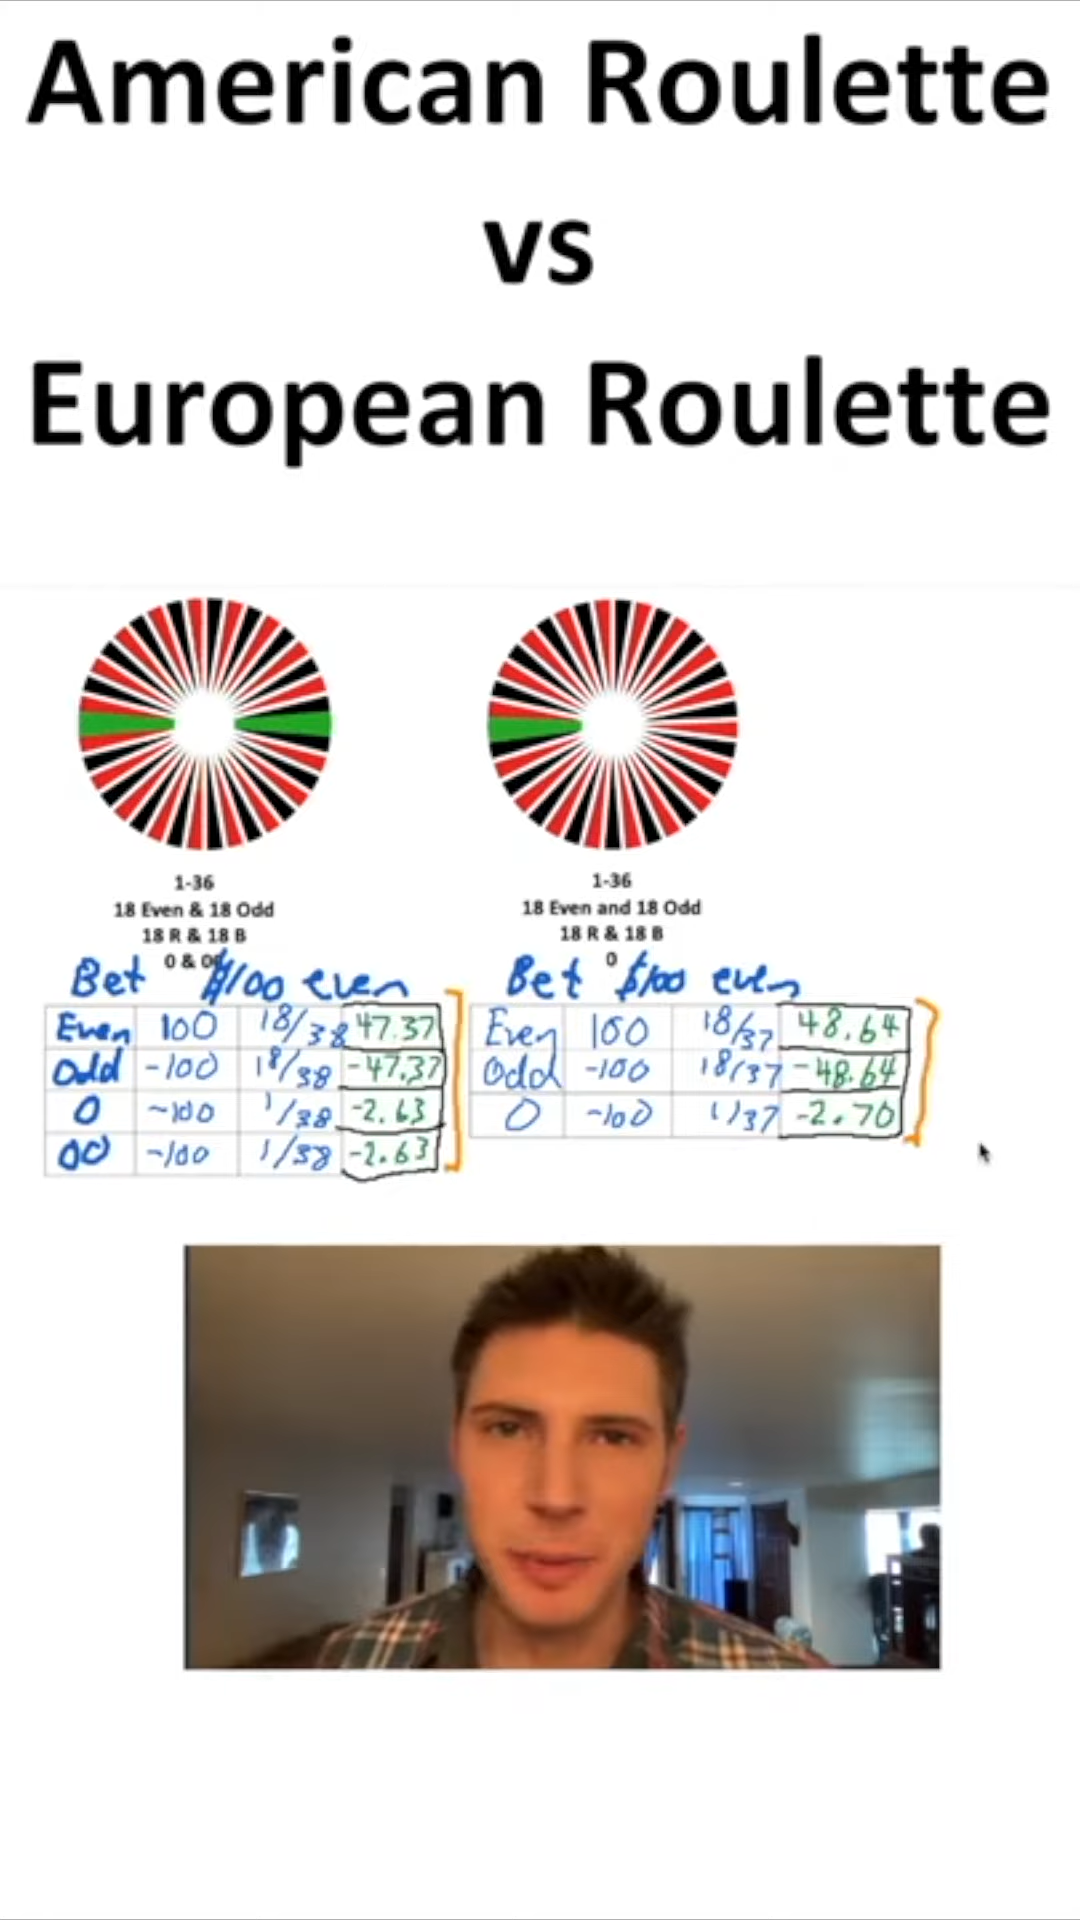 American Roulette
vs
European Roulette
1-36
18 Even & 18 Odd
18 R & 18 B
0 & 00
Bet $100 even
Even 100 18/38 47.37
Odd -100 18/38 -47.37
0 -100 1/38 -2.63
00 -100 1/38 -2.63
1-36
18 Even and 18 Odd
18 R & 18 B
0
Bet $100 even
Even 100 18/37 48.64
Odd -100 18/37 -48.64
0 -100 1/37 -2.70